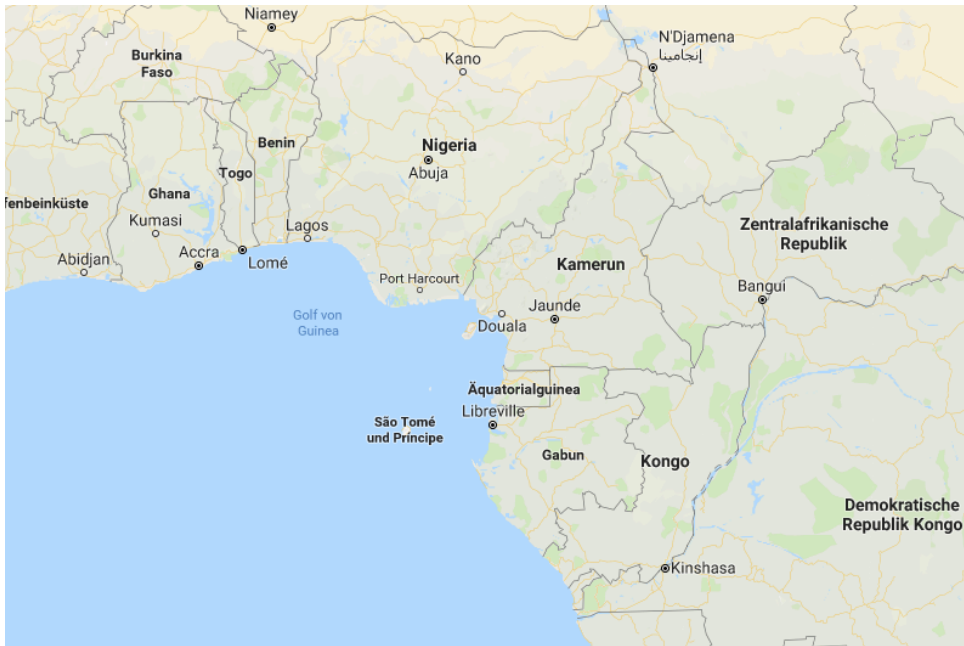 Niamey
N'Djamena
إنجامينا
Burkina
Faso
Kano
Benin
Nigeria
Abuja
Togo
Ghana
fenbeinküste
Kumasi
Lagos
Zentralafrikanische
Republik
Accra
Lomé
Abidjan
Kamerun
Port Harcourt
Bangui
Jaunde
Golf von
Guinea
Douala
Äquatorialguinea
Libreville
São Tomé
und Príncipe
Gabun
Kongo
Demokratische
Republik Kongo
Kinshasa